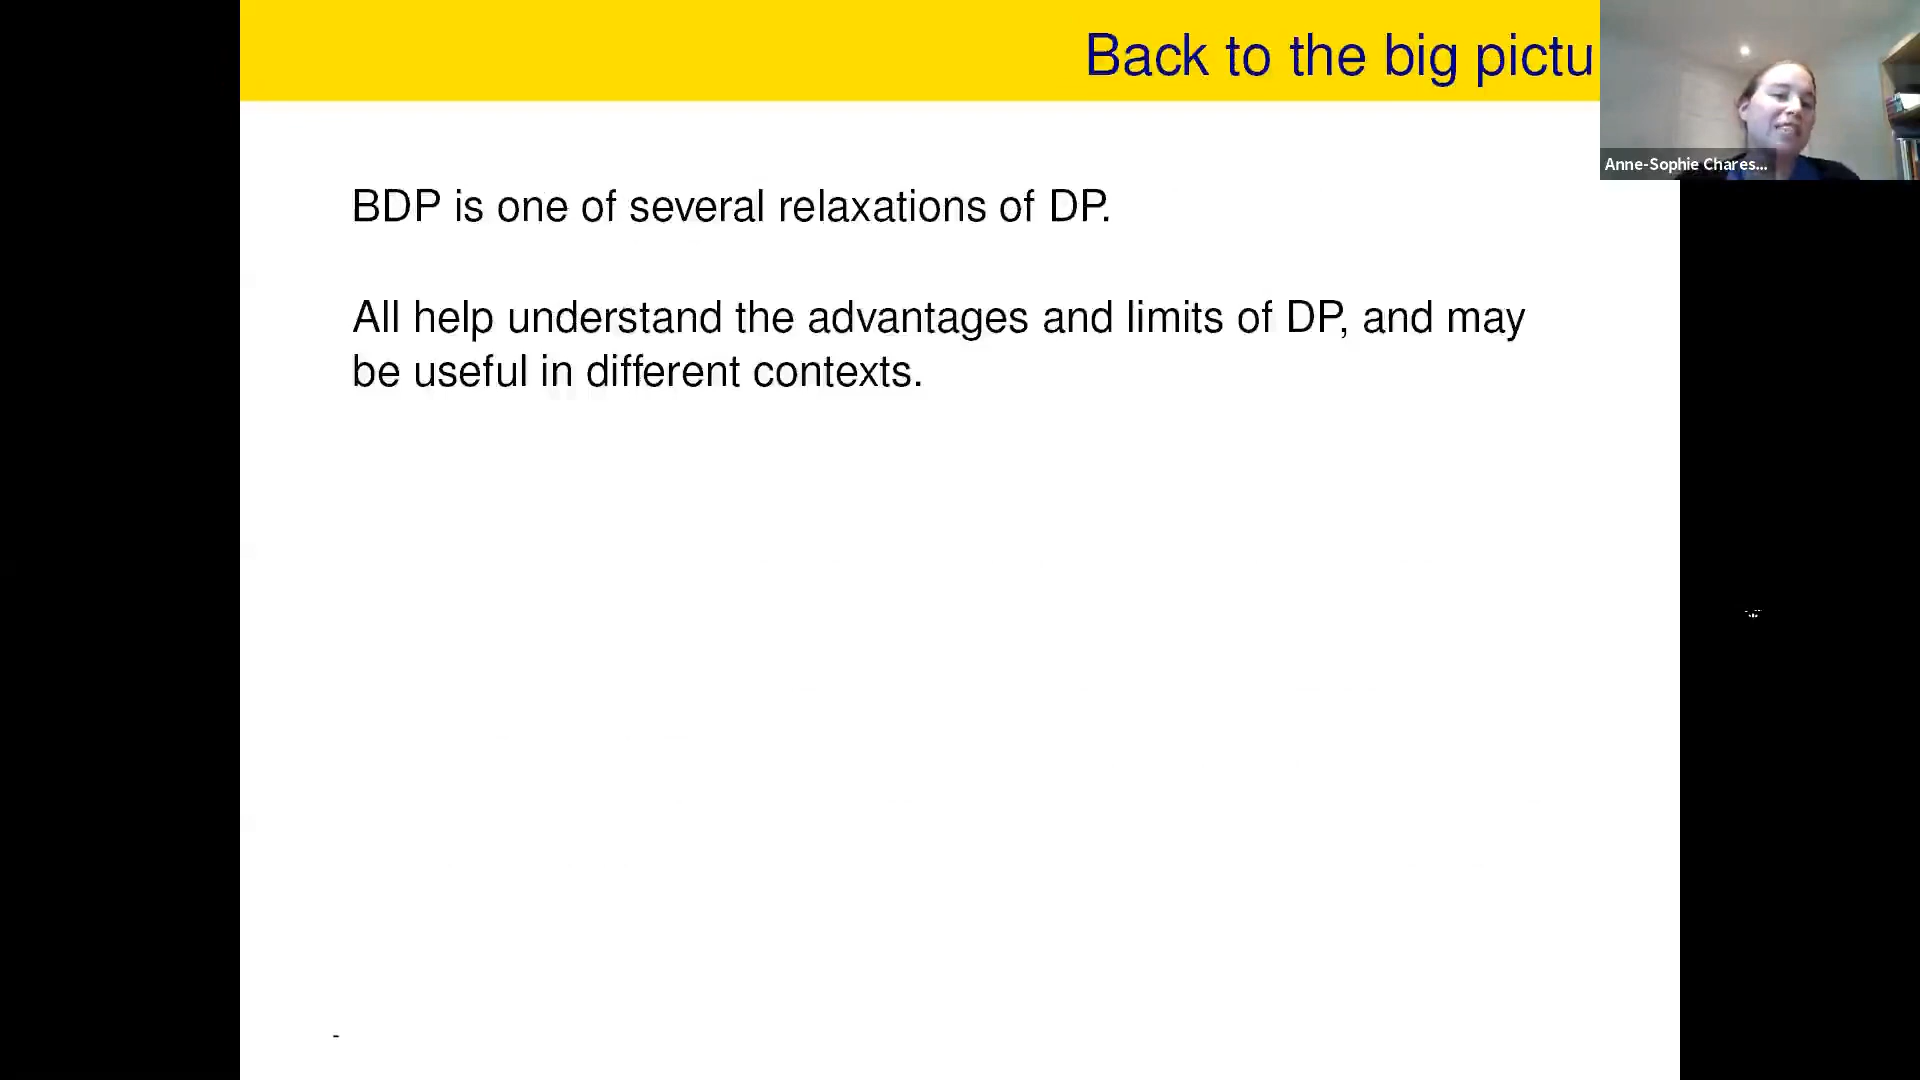 Back to the big pictu
Anne-Sophie Chares...
BDP is one of several relaxations of DP.
All help understand the advantages and limits of DP, and may
be useful in different contexts.
-